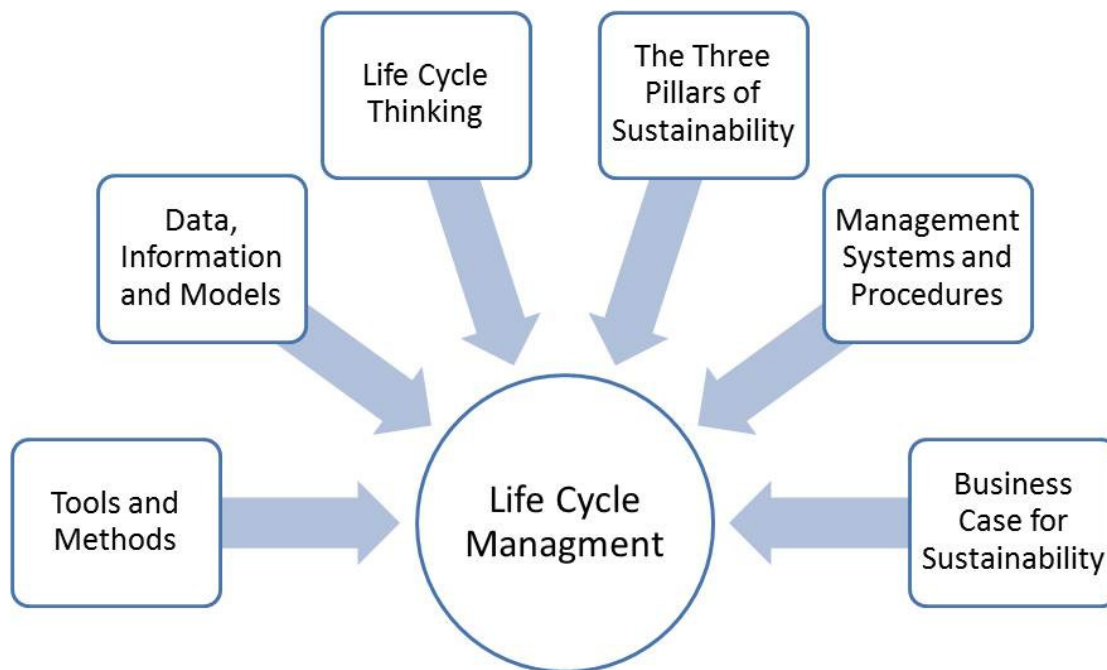 Life Cycle
Thinking
The Three
Pillars of
Sustainability
Data,
Information
and Models
Management
Systems and
Procedures
Tools and
Methods
Life Cycle
Managment
Business
Case for
Sustainability